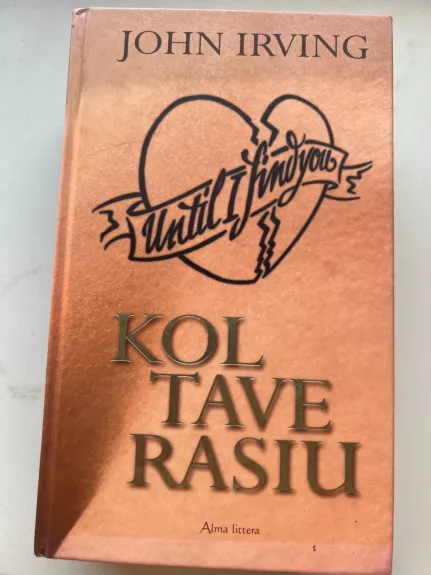 JOHN IRVING
Until I find you
KOL
TAVE
RASIU
Alma littera